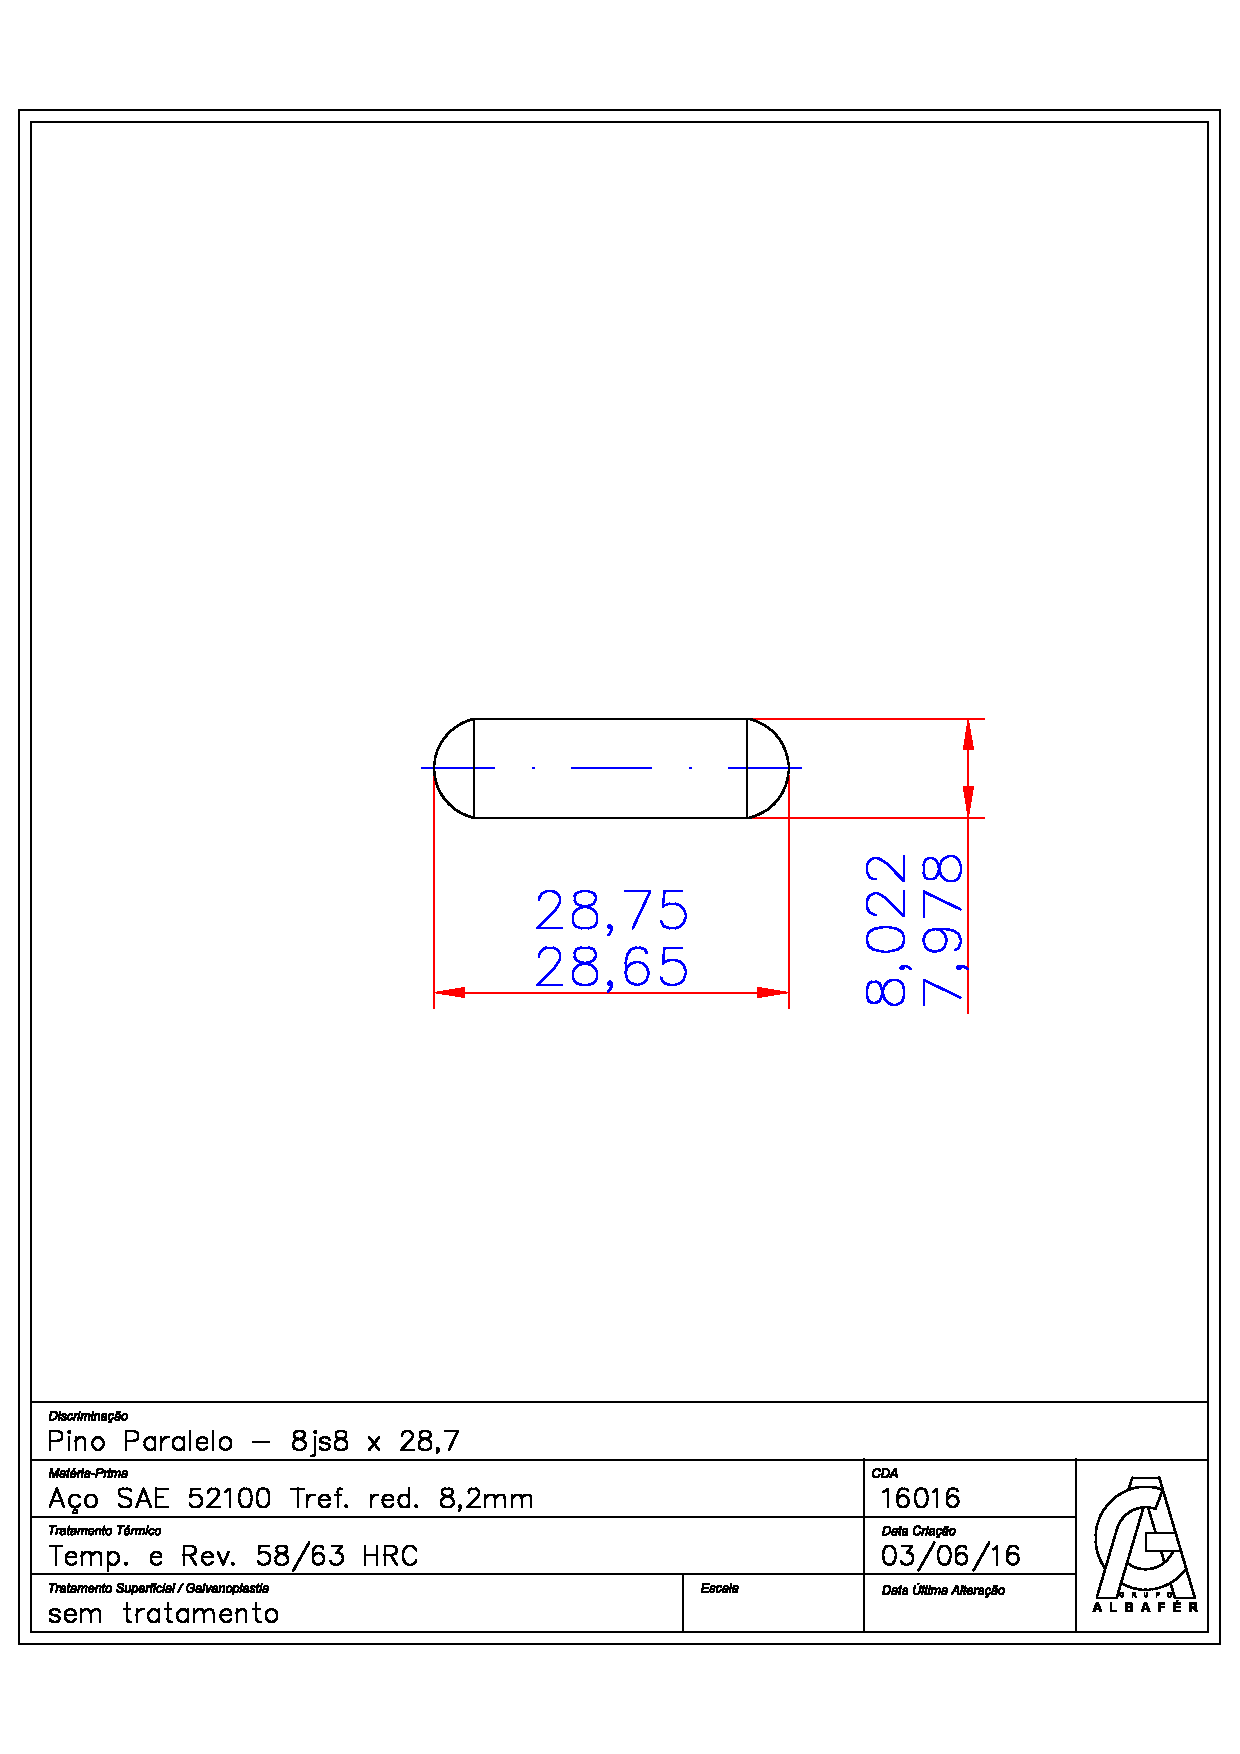 28,75
28,65
8,022
7,978
Discriminação
Pino Paralelo - 8js8 x 28,7
Matéria-Prima
Aço SAE 52100 Tref. red. 8,2mm
CDA
16016
Tratamento Térmico
Temp. e Rev. 58/63 HRC
Data Criação
03/06/16
Tratamento Superficial / Galvanoplastia
sem tratamento
Escala
Data Última Alteração
GRUPO
ALBAFÉR